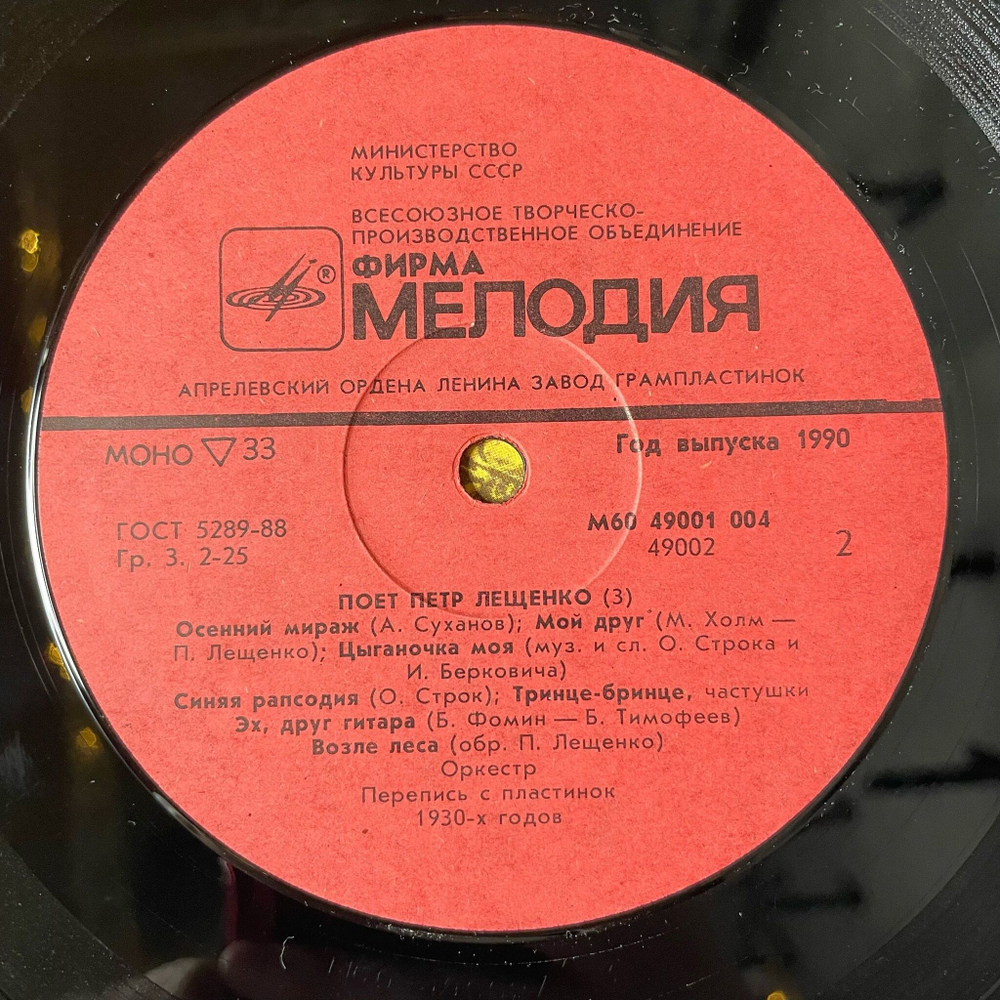 МИНИСТЕРСТВО
КУЛЬТУРЫ СССР
ВСЕСОЮЗНОЕ ТВОРЧЕСКО-
ПРОИЗВОДСТВЕННОЕ ОБЪЕДИНЕНИЕ
®
ФИРМА
МЕЛОДИЯ
АПРЕЛЕВСКИЙ ОРДЕНА ЛЕНИНА ЗАВОД ГРАМПЛАСТИНОК
МОНО ▽ 33
Год выпуска 1990
ГОСТ 5289-88
Гр. 3. 2-25
М60 49001 004
49002
2
ПОЕТ ПЕТР ЛЕЩЕНКО (3)
Осенний мираж (А. Суханов); Мой друг (М. Холм —
П. Лещенко); Цыганочка моя (муз. и сл. О. Строка и
И. Берковича)
Синяя рапсодия (О. Строк); Тринце-бринце, частушки
Эх, друг гитара (Б. Фомин — Б. Тимофеев)
Возле леса (обр. П. Лещенко)
Оркестр
Перепись с пластинок
1930-х годов